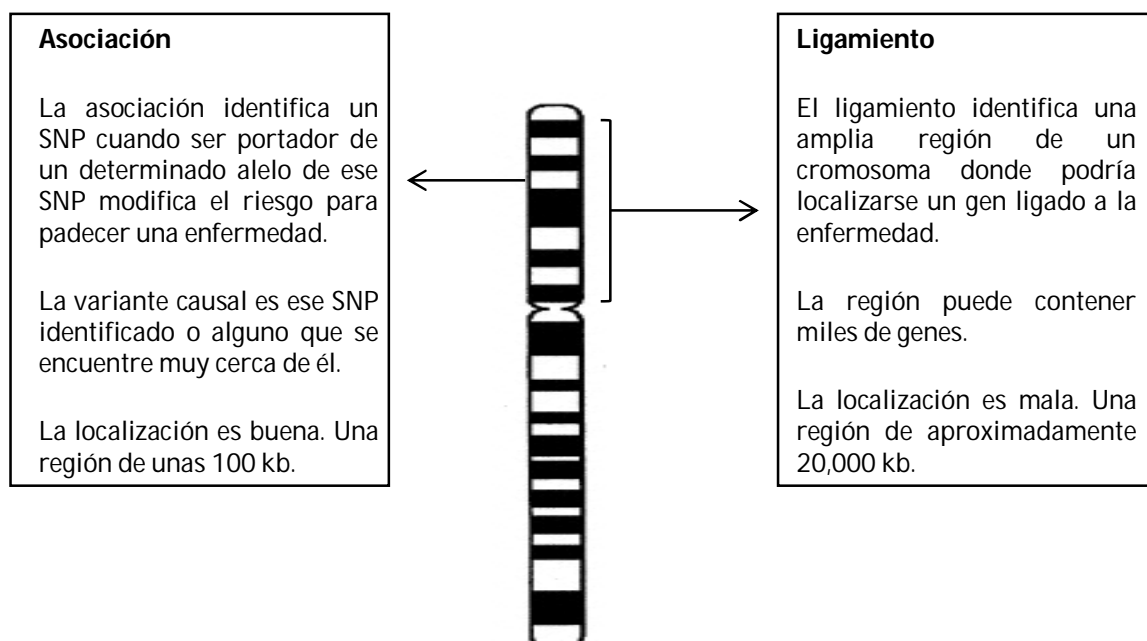 Asociación
La asociación identifica un
SNP cuando ser portador de
un determinado alelo de ese
SNP modifica el riesgo para
padecer una enfermedad.
La variante causal es ese SNP
identificado o alguno que se
encuentre muy cerca de él.
La localización es buena. Una
región de unas 100 kb.
Ligamiento
El ligamiento identifica una
amplia región de un
cromosoma donde podría
localizarse un gen ligado a la
enfermedad.
La región puede contener
miles de genes.
La localización es mala. Una
región de aproximadamente
20,000 kb.